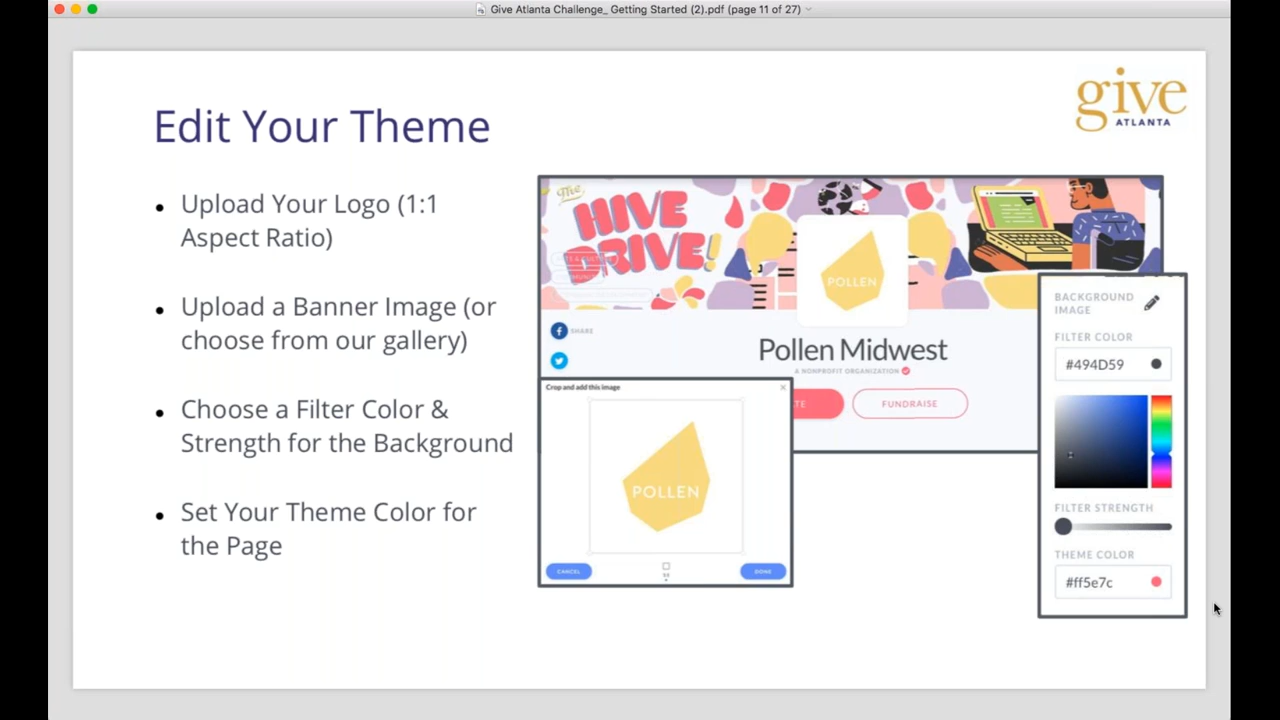 Give Atlanta Challenge_ Getting Started (2).pdf (page 11 of 27)
give
ATLANTA
Edit Your Theme
Upload Your Logo (1:1
Aspect Ratio)
Upload a Banner Image (or
choose from our gallery)
Choose a Filter Color &
Strength for the Background
Set Your Theme Color for
the Page
The
HIVE
DRIVE!
POLLEN
SHARE
Pollen Midwest
A NONPROFIT ORGANIZATION
FUNDRAISE
Crop and add this image
POLLEN
CANCEL
DONE
BACKGROUND
IMAGE
FILTER COLOR
#494D59
FILTER STRENGTH
THEME COLOR
#ff5e7c